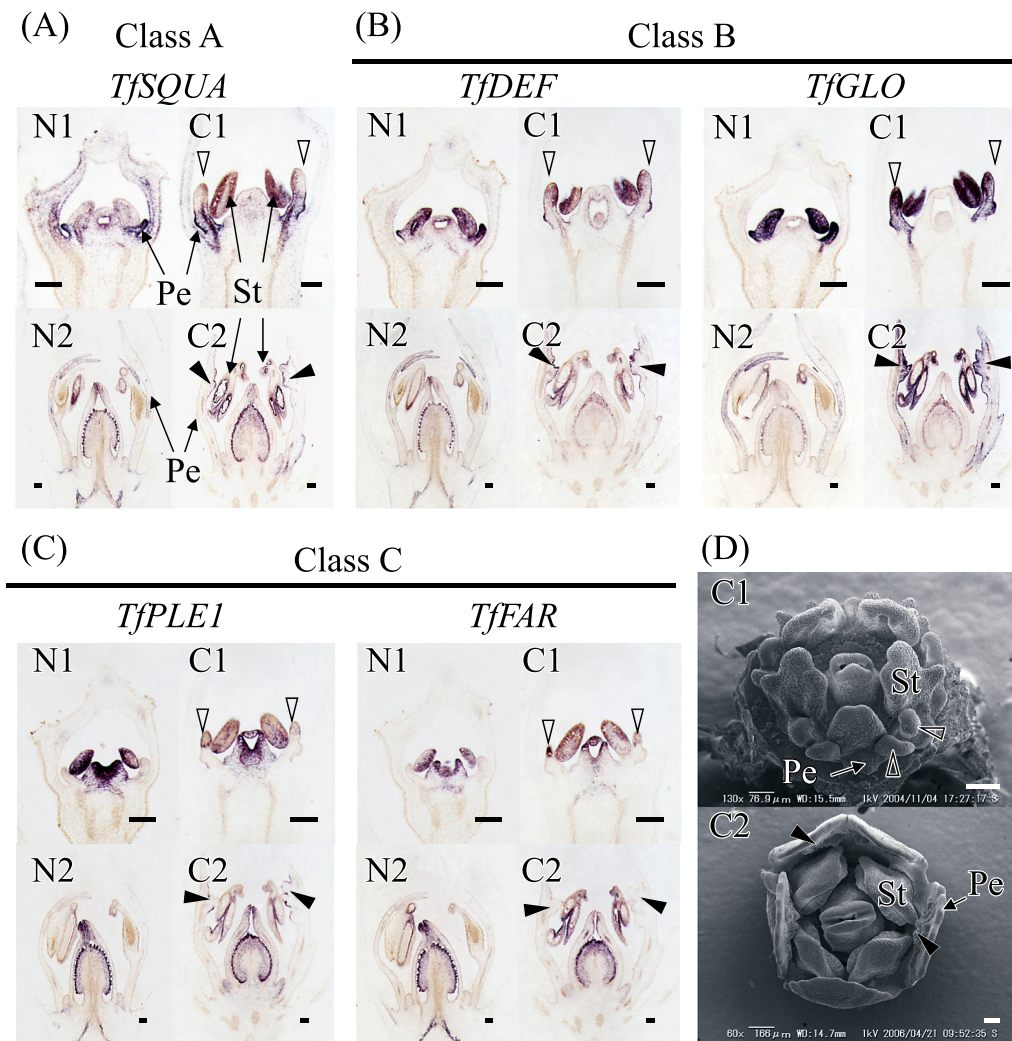 (A)
Class A
TfSQUA
N1
C1
Pe
St
N2
C2
Pe
(B)
Class B
TfDEF
TfGLO
N1
C1
N1
C1
N2
C2
N2
C2
(C)
Class C
TfPLE1
TfFAR
N1
C1
N1
C1
N2
C2
N2
C2
(D)
C1
St
Pe
130x 76.9μm WD:15.5mm 1kV 2004/11/04 17:27:17 S
C2
St
Pe
60x 166μm WD:14.7mm 1kV 2006/04/21 09:52:35 S